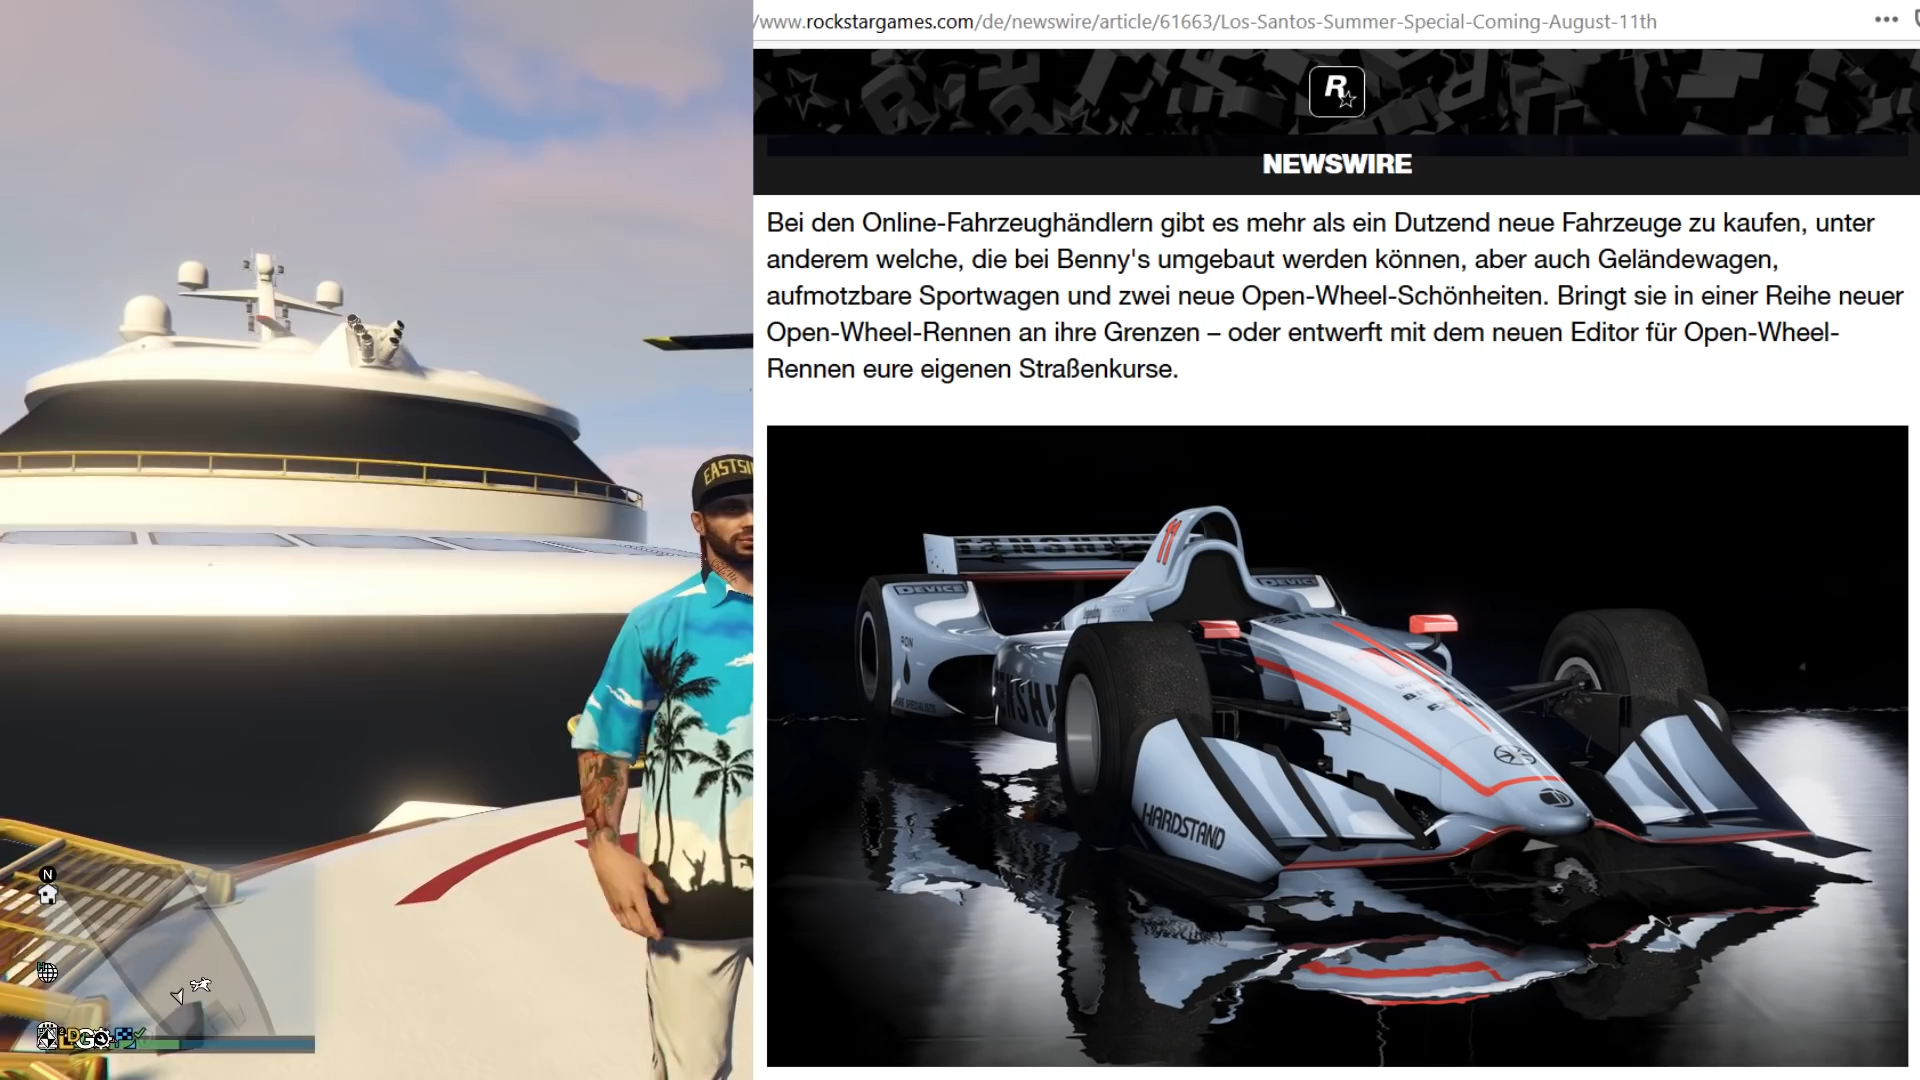 /www.rockstargames.com/de/newswire/article/61663/Los-Santos-Summer-Special-Coming-August-11th
R
NEWSWIRE
Bei den Online-Fahrzeughändlern gibt es mehr als ein Dutzend neue Fahrzeuge zu kaufen, unter
anderem welche, die bei Benny's umgebaut werden können, aber auch Geländewagen,
aufmotzbare Sportwagen und zwei neue Open-Wheel-Schönheiten. Bringt sie in einer Reihe neuer
Open-Wheel-Rennen an ihre Grenzen – oder entwerft mit dem neuen Editor für Open-Wheel-
Rennen eure eigenen Straßenkurse.
EASTSI
11
DEVICE
DEVICE
RON
HARDSTAND
N